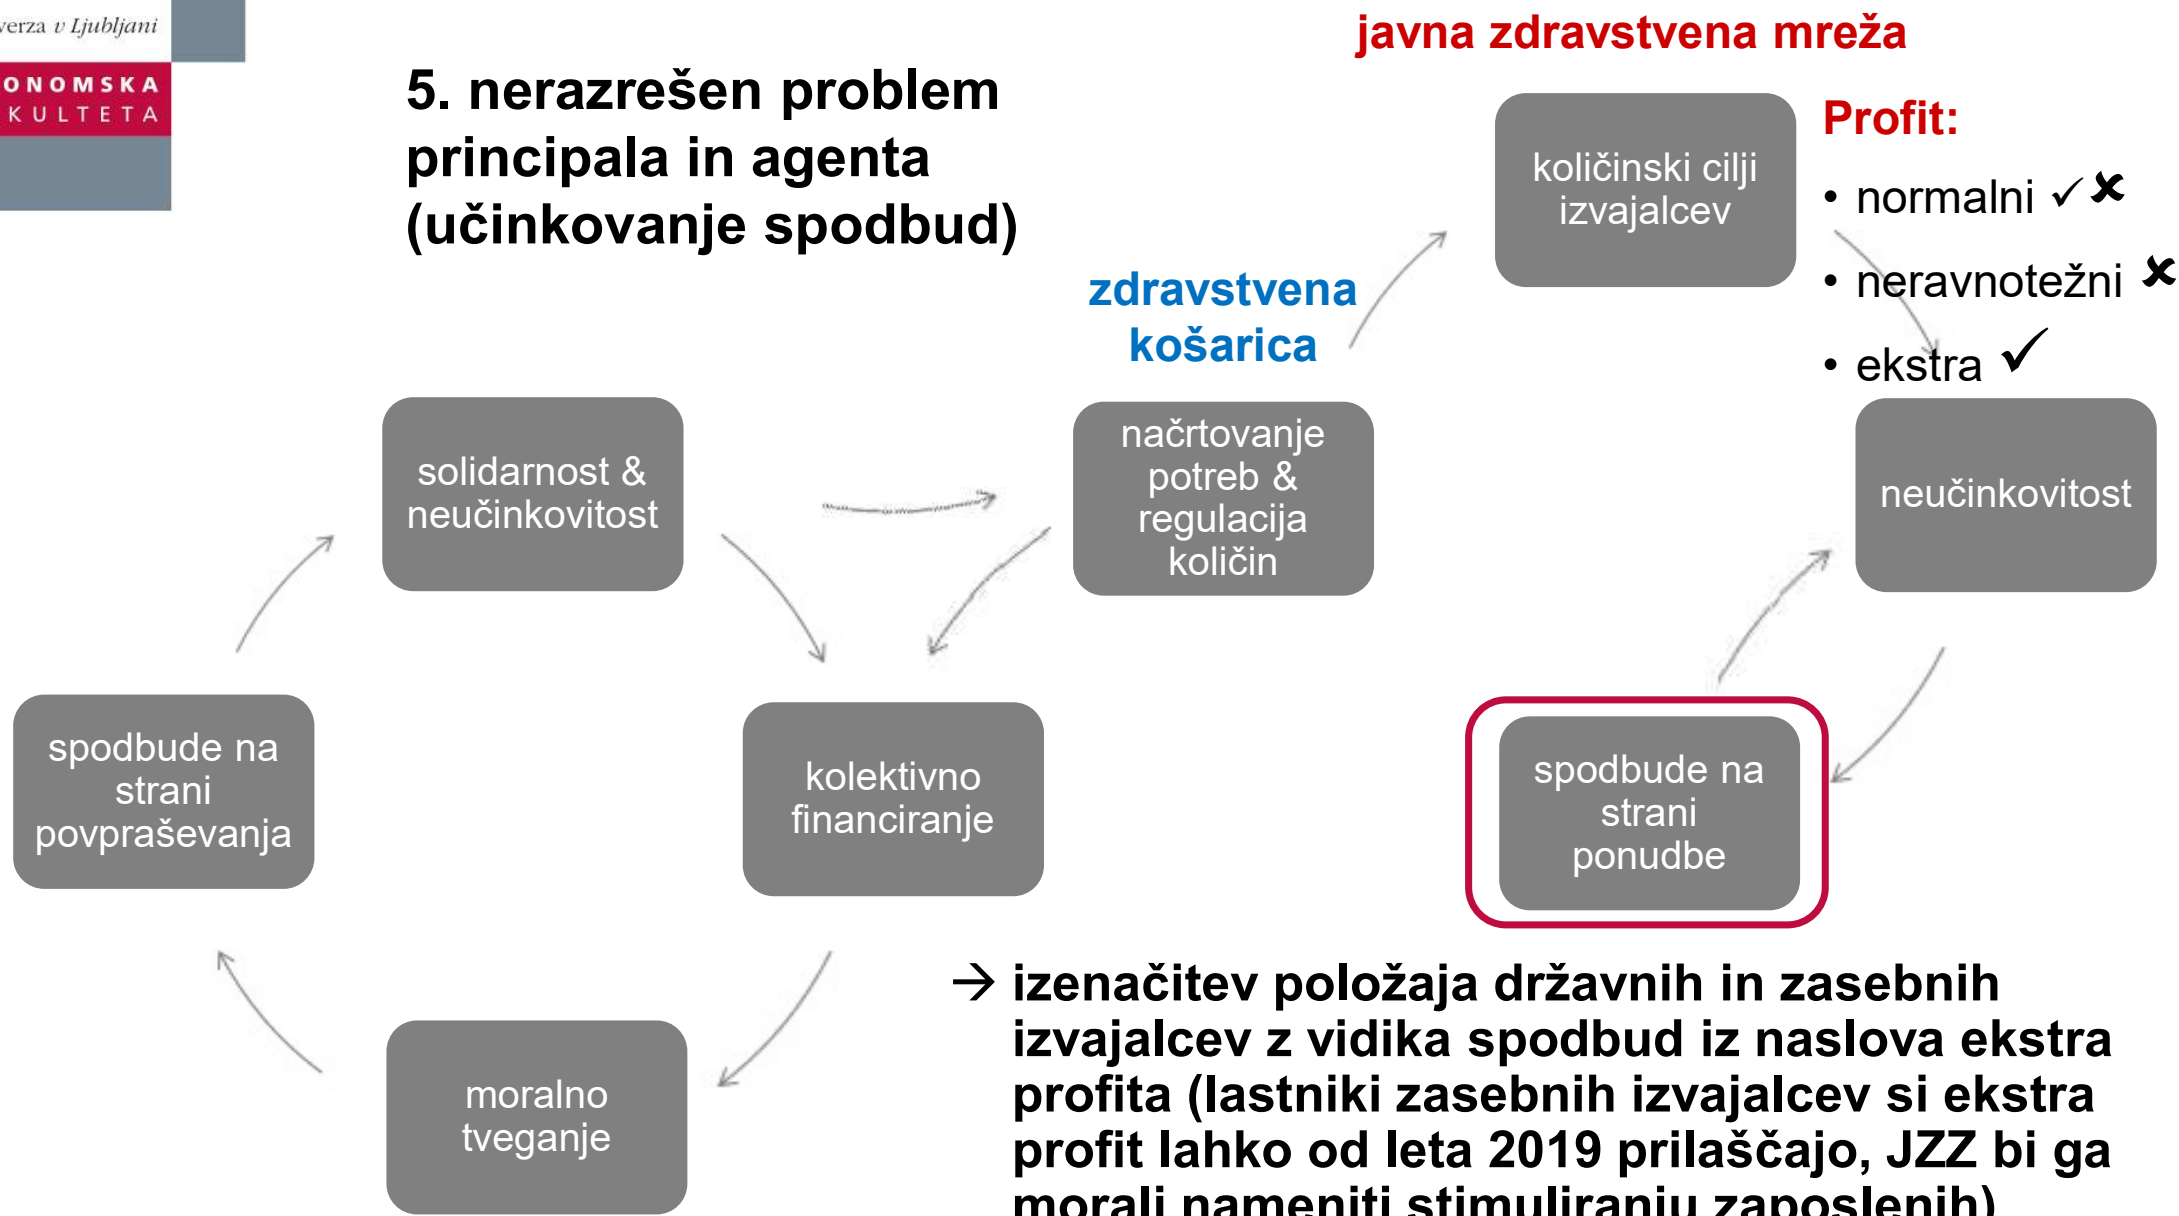 verza v Ljubljani
ONOMSKA
KULTETA
javna zdravstvena mreža
5. nerazrešen problem
principala in agenta
(učinkovanje spodbud)
količinski cilji
izvajalcev
Profit:
• normalni ✓✘
• neravnotežni ✘
• ekstra ✓
zdravstvena
košarica
solidarnost &
neučinkovitost
načrtovanje
potreb &
regulacija
količin
neučinkovitost
spodbude na
strani
povpraševanja
kolektivno
financiranje
spodbude na
strani
ponudbe
moralno
tveganje
→ izenačitev položaja državnih in zasebnih
izvajalcev z vidika spodbud iz naslova ekstra
profita (lastniki zasebnih izvajalcev si ekstra
profit lahko od leta 2019 prilaščajo, JZZ bi ga
morali nameniti stimuliranju zaposlenih)